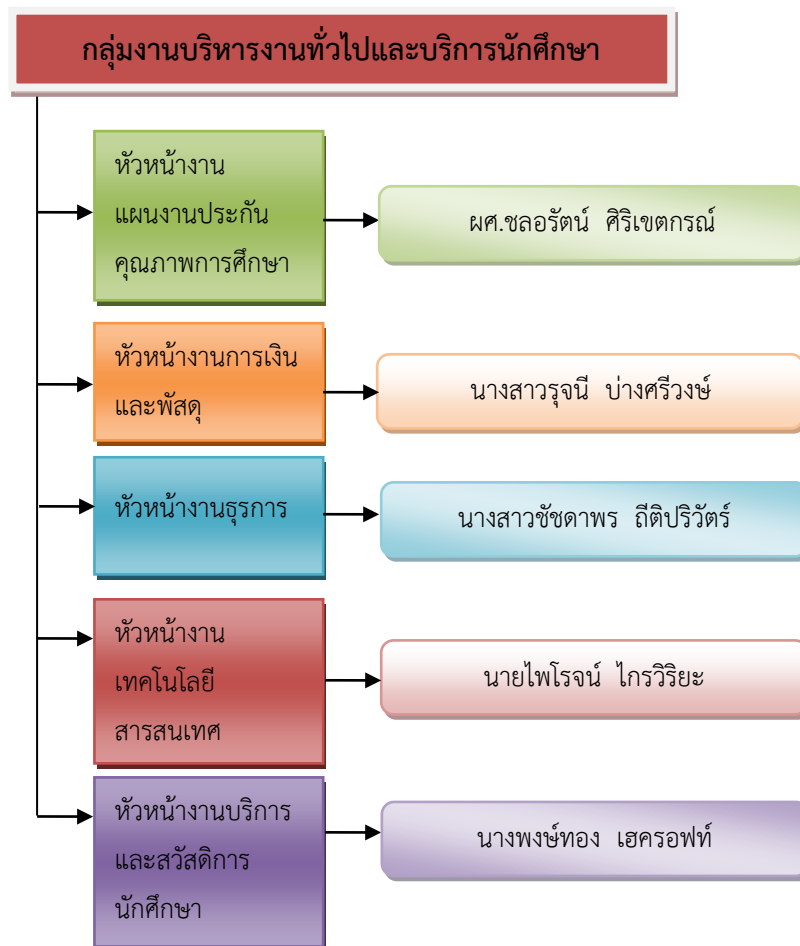 กลุ่มงานบริหารงานทั่วไปและบริการนักศึกษา
หัวหน้างาน
แผนงานประกัน
คุณภาพการศึกษา
ผศ.ชลอรัตน์ ศิริเขตกรณ์
หัวหน้างานการเงิน
และพัสดุ
นางสาวรุจนี บ่างศรีวงษ์
หัวหน้างานธุรการ
นางสาวชัชดาพร ถีติปริวัตร์
หัวหน้างาน
เทคโนโลยี
สารสนเทศ
นายไพโรจน์ ไกรวิริยะ
หัวหน้างานบริการ
และสวัสดิการ
นักศึกษา
นางพงษ์ทอง เฮครอฟท์